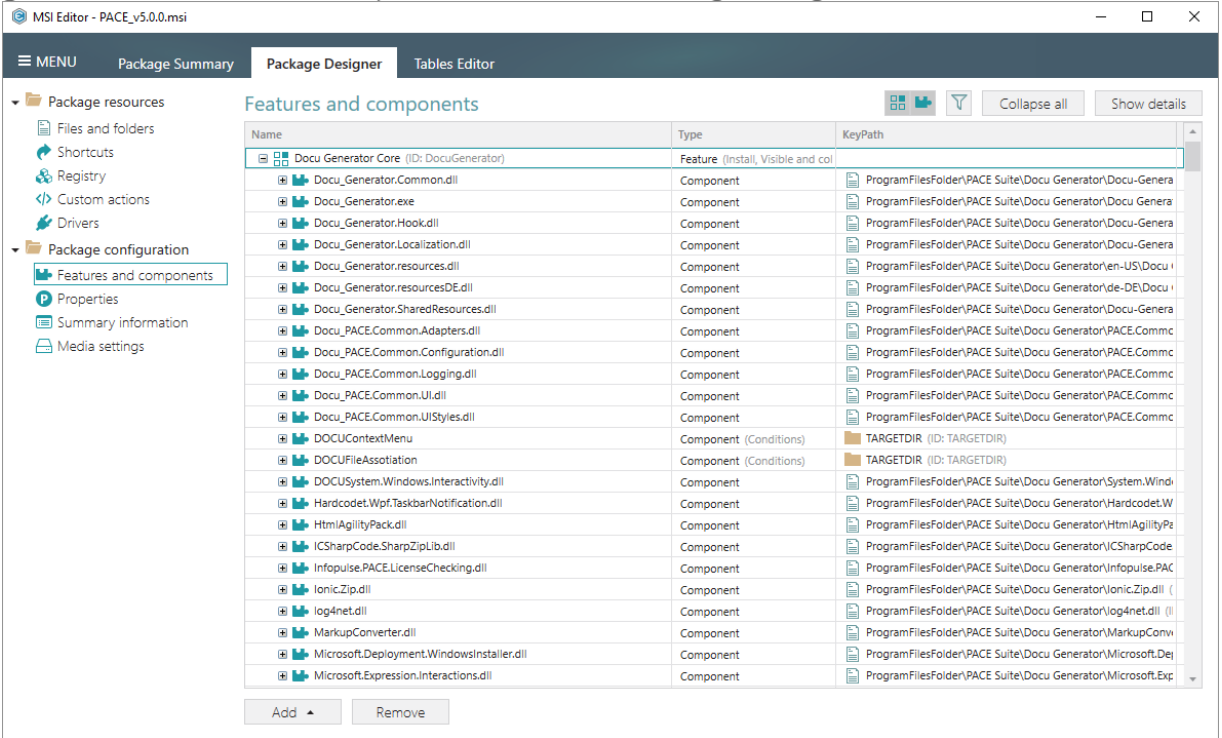 MSI Editor - PACE_v5.0.0.msi
MENU Package Summary Package Designer Tables Editor
Package resources
Files and folders
Shortcuts
Registry
Custom actions
Drivers
Package configuration
Features and components
Properties
Summary information
Media settings
Features and components Collapse all Show details
Name Type KeyPath
Docu Generator Core (ID: DocuGenerator) Feature (Install, Visible and col
Docu_Generator.Common.dll Component ProgramFilesFolder\PACE Suite\Docu Generator\Docu-Genera
Docu_Generator.exe Component ProgramFilesFolder\PACE Suite\Docu Generator\Docu Genera
Docu_Generator.Hook.dll Component ProgramFilesFolder\PACE Suite\Docu Generator\Docu-Genera
Docu_Generator.Localization.dll Component ProgramFilesFolder\PACE Suite\Docu Generator\Docu-Genera
Docu_Generator.resources.dll Component ProgramFilesFolder\PACE Suite\Docu Generator\en-US\Docu
Docu_Generator.resourcesDE.dll Component ProgramFilesFolder\PACE Suite\Docu Generator\de-DE\Docu
Docu_Generator.SharedResources.dll Component ProgramFilesFolder\PACE Suite\Docu Generator\Docu-Genera
Docu_PACE.Common.Adapters.dll Component ProgramFilesFolder\PACE Suite\Docu Generator\PACE.Commc
Docu_PACE.Common.Configuration.dll Component ProgramFilesFolder\PACE Suite\Docu Generator\PACE.Commc
Docu_PACE.Common.Logging.dll Component ProgramFilesFolder\PACE Suite\Docu Generator\PACE.Commc
Docu_PACE.Common.UI.dll Component ProgramFilesFolder\PACE Suite\Docu Generator\PACE.Commc
Docu_PACE.Common.UIStyles.dll Component ProgramFilesFolder\PACE Suite\Docu Generator\PACE.Commc
DOCUContextMenu Component (Conditions) TARGETDIR (ID: TARGETDIR)
DOCUFileAssotiation Component (Conditions) TARGETDIR (ID: TARGETDIR)
DOCUSystem.Windows.Interactivity.dll Component ProgramFilesFolder\PACE Suite\Docu Generator\System.Wind
Hardcodet.Wpf.TaskbarNotification.dll Component ProgramFilesFolder\PACE Suite\Docu Generator\Hardcodet.W
HtmlAgilityPack.dll Component ProgramFilesFolder\PACE Suite\Docu Generator\HtmlAgilityPa
ICSharpCode.SharpZipLib.dll Component ProgramFilesFolder\PACE Suite\Docu Generator\ICSharpCode
Infopulse.PACE.LicenseChecking.dll Component ProgramFilesFolder\PACE Suite\Docu Generator\Infopulse.PAC
Ionic.Zip.dll Component ProgramFilesFolder\PACE Suite\Docu Generator\Ionic.Zip.dll (
log4net.dll Component ProgramFilesFolder\PACE Suite\Docu Generator\log4net.dll (I
MarkupConverter.dll Component ProgramFilesFolder\PACE Suite\Docu Generator\MarkupConv
Microsoft.Deployment.WindowsInstaller.dll Component ProgramFilesFolder\PACE Suite\Docu Generator\Microsoft.De
Microsoft.Expression.Interactions.dll Component ProgramFilesFolder\PACE Suite\Docu Generator\Microsoft.Exp
Add Remove